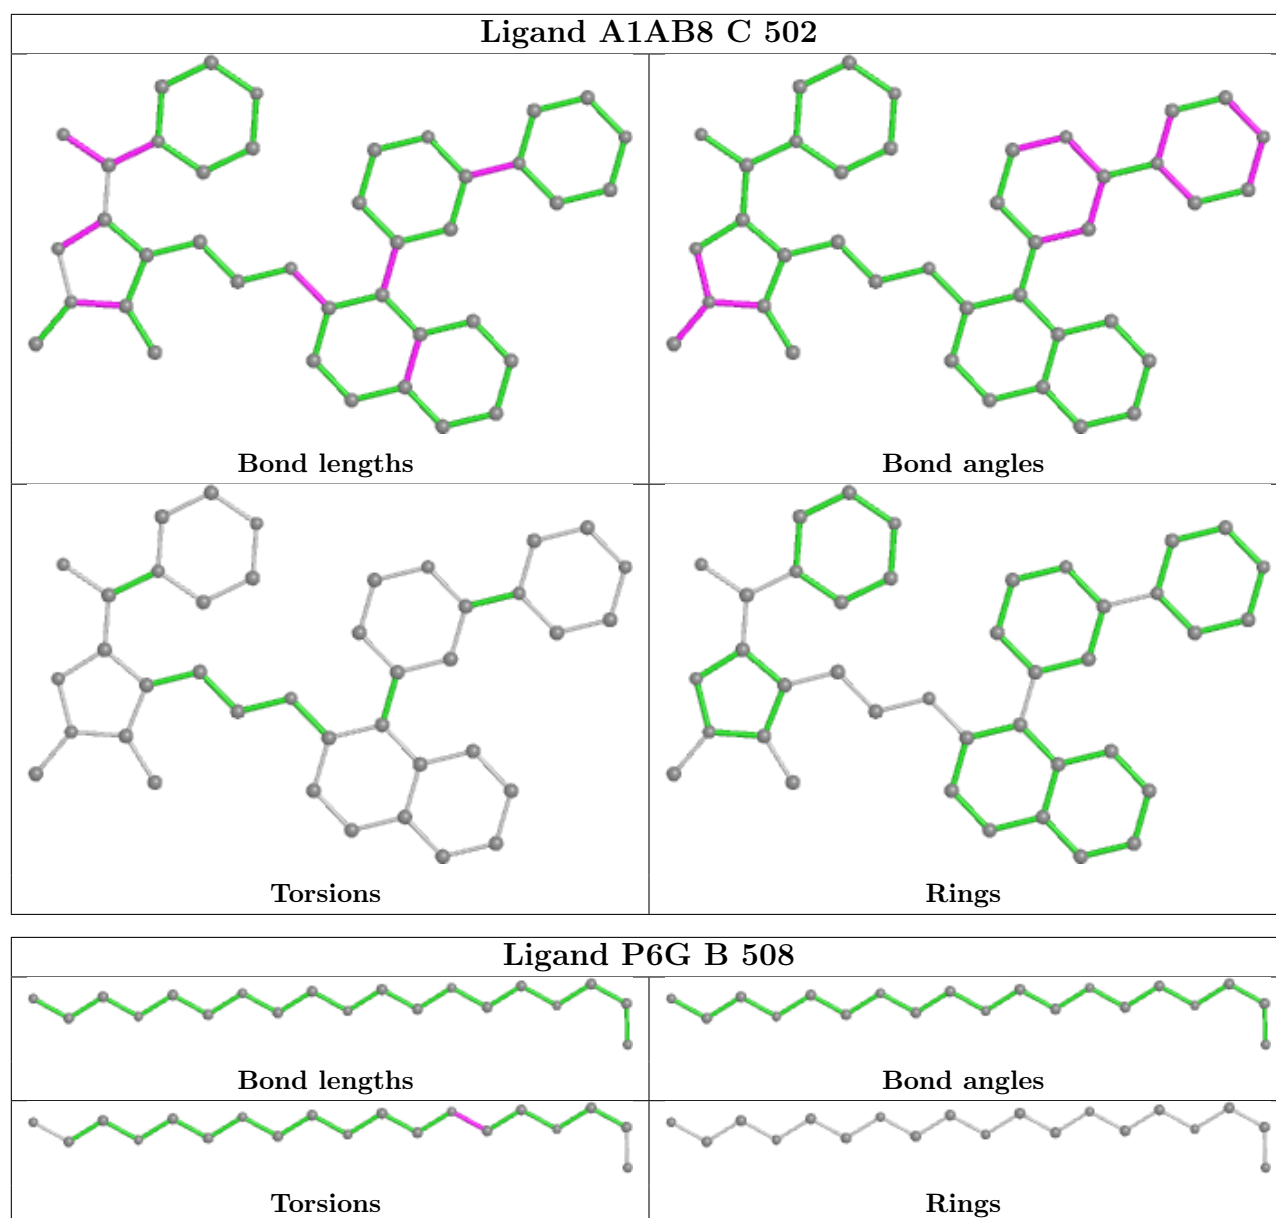 Ligand A1AB8 C 502
Bond lengths
Bond angles
Torsions
Rings
Ligand P6G B 508
Bond lengths
Bond angles
Torsions
Rings